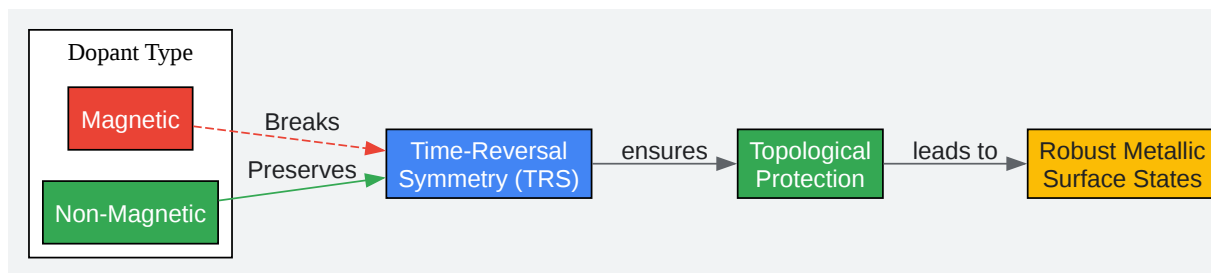 Dopant Type
Magnetic
Non-Magnetic
Breaks
Preserves
Time-Reversal
Symmetry (TRS)
ensures
Topological
Protection
leads to
Robust Metallic
Surface States